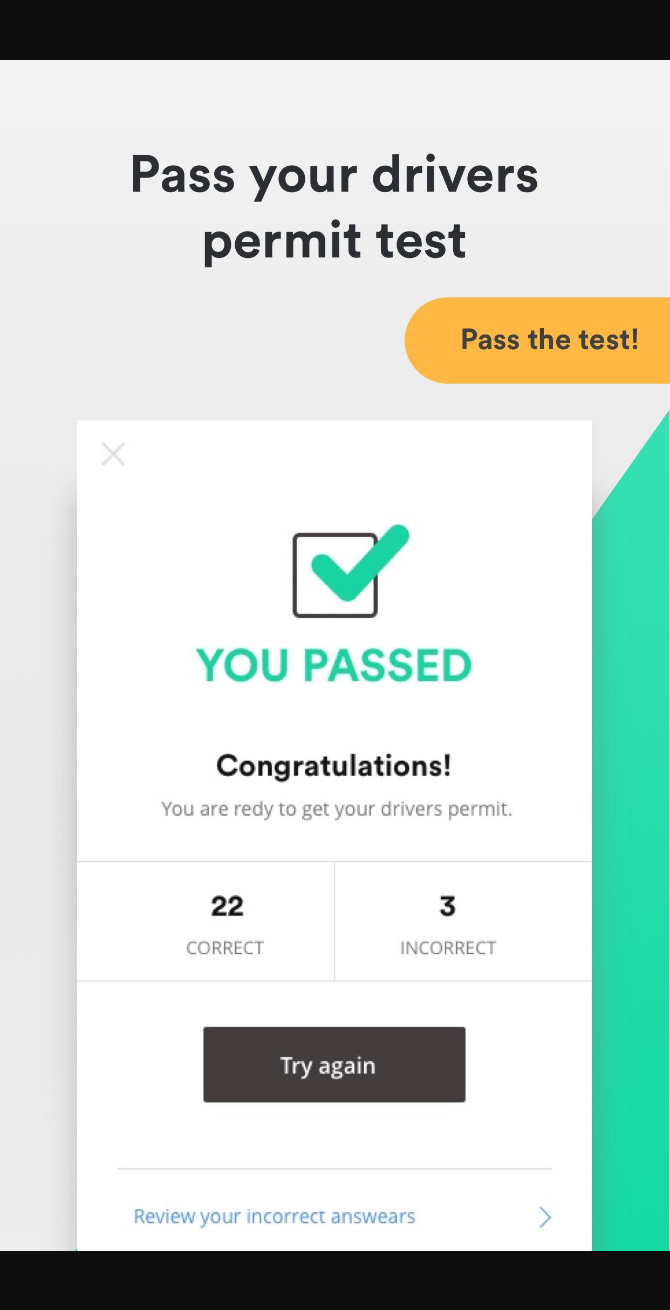 Pass your drivers
permit test
Pass the test!
YOU PASSED
Congratulations!
You are redy to get your drivers permit.
22
CORRECT
3
INCORRECT
Try again
Review your incorrect answears